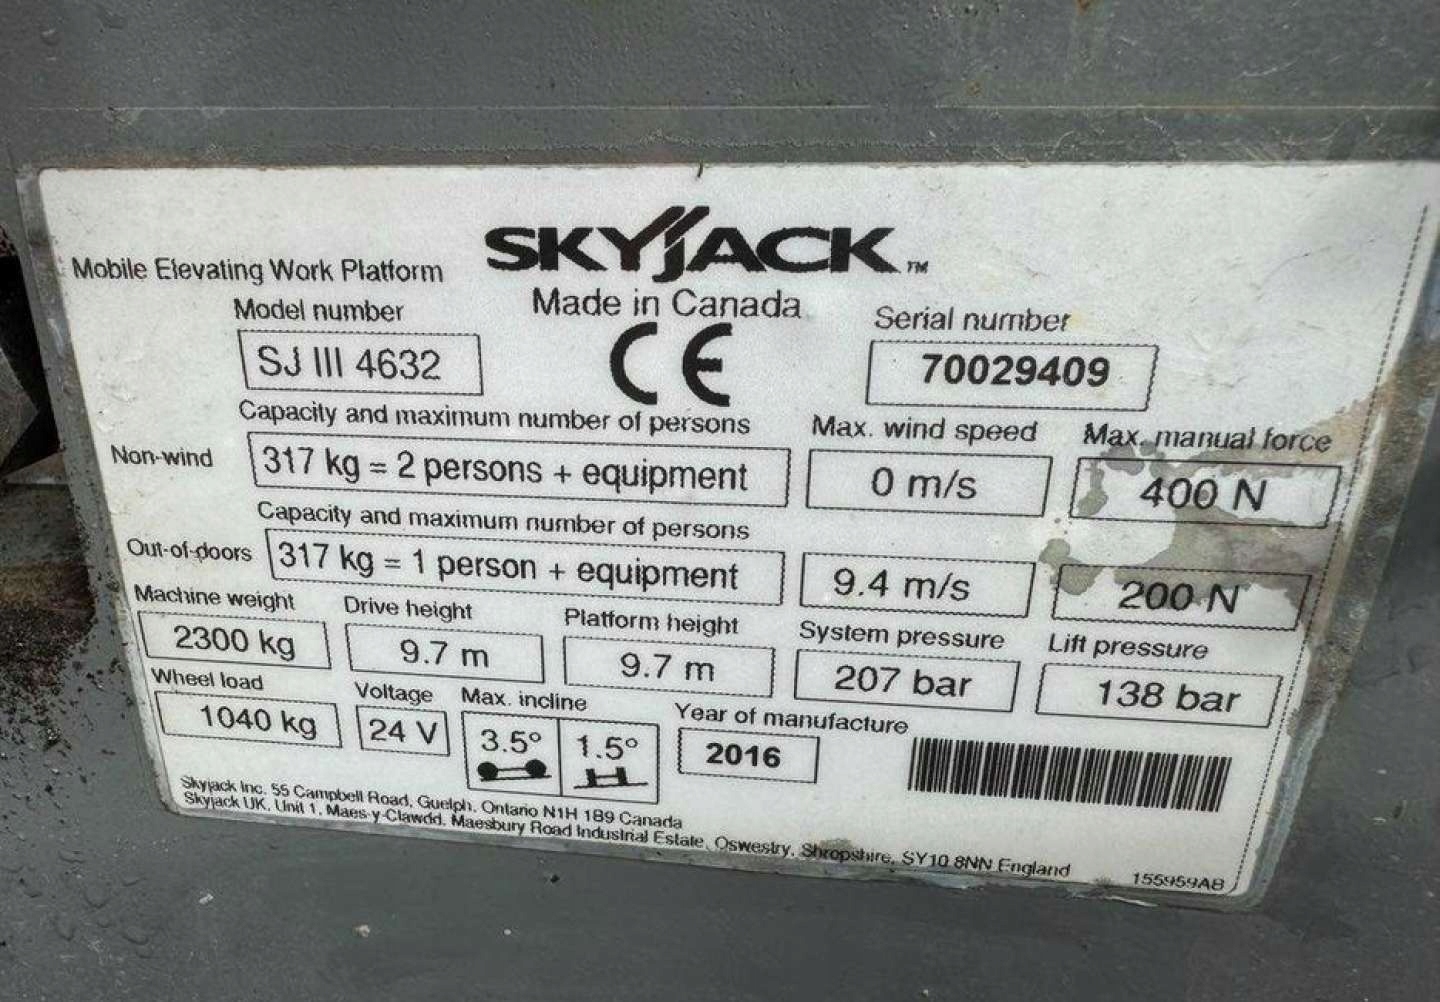 SKYJACK™
Mobile Elevating Work Platform
Made in Canada
Model number
SJ III 4632
CE
Serial number
70029409
Capacity and maximum number of persons
Max. wind speed
Max. manual force
Non-wind
317 kg = 2 persons + equipment
0 m/s
400 N
Capacity and maximum number of persons
Out-of-doors
317 kg = 1 person + equipment
9.4 m/s
200 N
Machine weight
Drive height
Platform height
System pressure
Lift pressure
2300 kg
9.7 m
9.7 m
207 bar
138 bar
Wheel load
Voltage
Max. incline
Year of manufacture
1040 kg
24 V
3.5°
1.5°
2016
Skyjack Inc. 55 Campbell Road, Guelph, Ontario N1H 1B9 Canada
Skyjack UK, Unit 1, Maes-y-Clawdd, Maesbury Road Industrial Estate, Oswestry, Shropshire, SY10 8NN England
155959AB